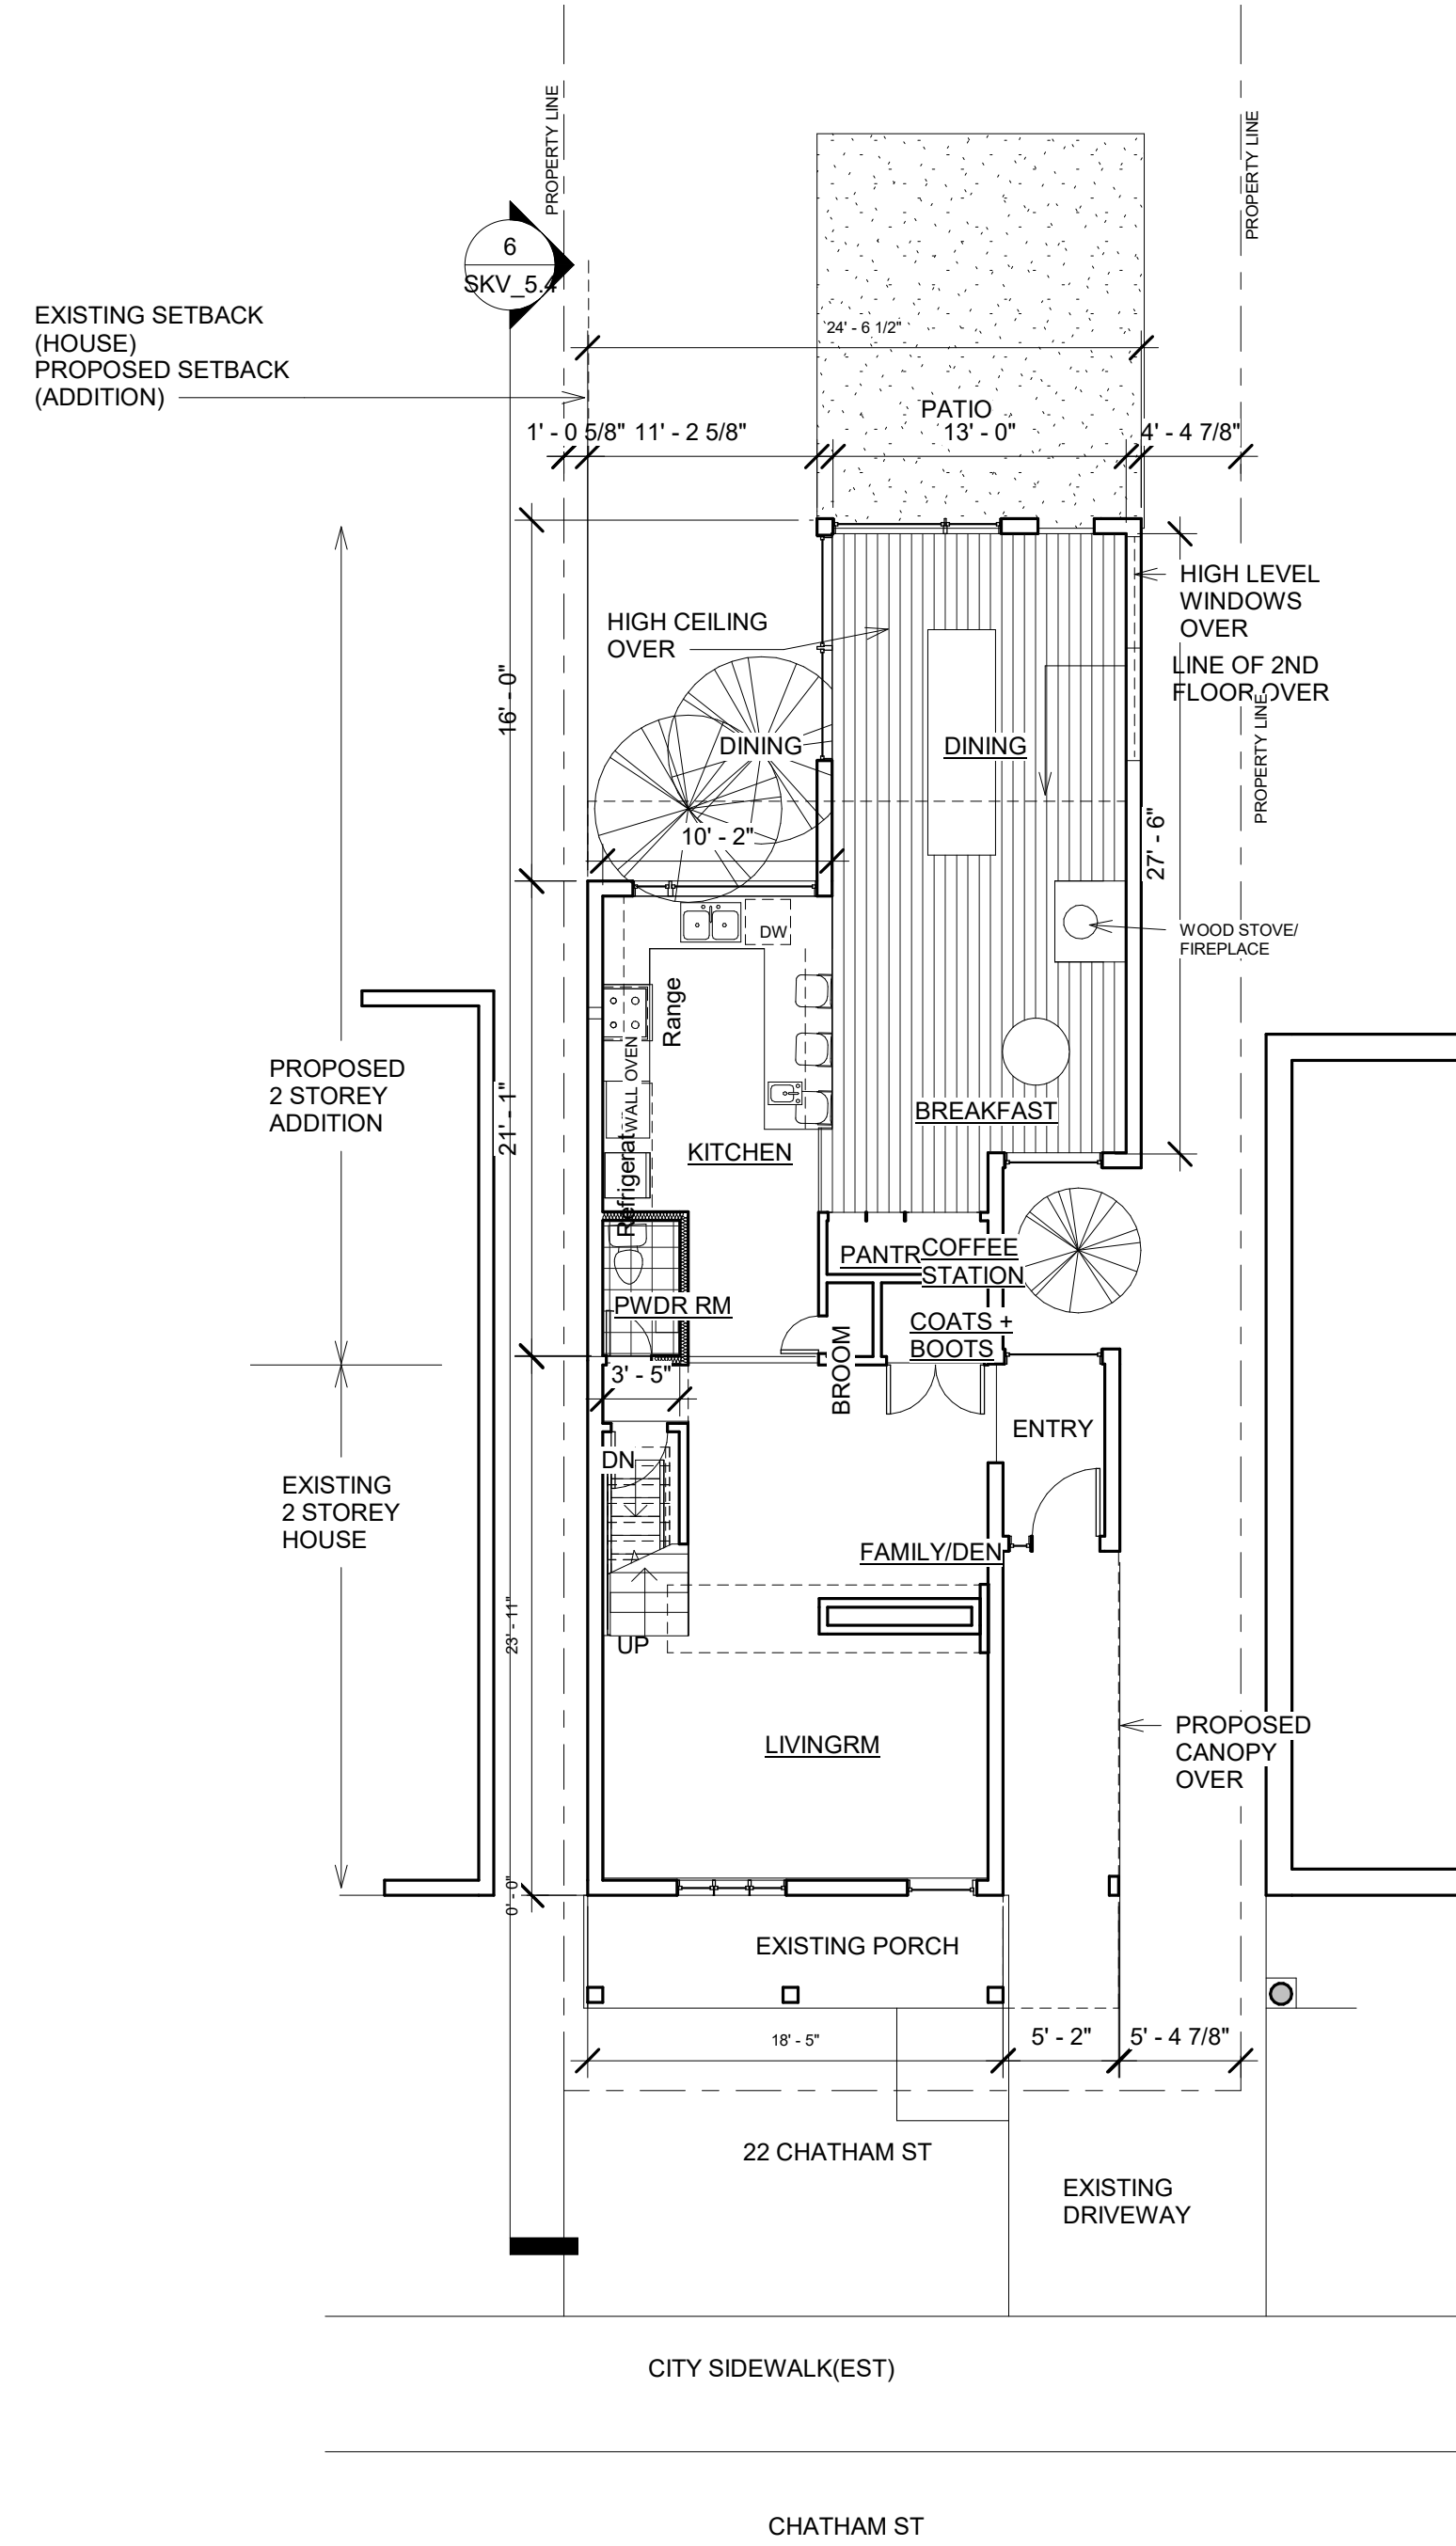 PROPERTY LINE
PROPERTY LINE
6
SKV_5.4
EXISTING SETBACK
(HOUSE)
PROPOSED SETBACK
(ADDITION)
24' - 6 1/2"
PATIO
1' - 0 5/8"
11' - 2 5/8"
13' - 0"
4' - 4 7/8"
HIGH LEVEL
WINDOWS
OVER
HIGH CEILING
OVER
LINE OF 2ND
FLOOR OVER
PROPERTY LINE
16' - 0"
DINING
DINING
10' - 2"
27' - 6"
DW
WOOD STOVE/
FIREPLACE
Range
WALL OVEN
Refrigerat
PROPOSED
2 STOREY
ADDITION
21' - 1"
BREAKFAST
KITCHEN
PANTR
COFFEE
STATION
PWDR RM
COATS +
BOOTS
BROOM
3' - 5"
ENTRY
DN
EXISTING
2 STOREY
HOUSE
FAMILY/DEN
23' - 11"
UP
PROPOSED
CANOPY
OVER
LIVINGRM
0' - 0"
EXISTING PORCH
18' - 5"
5' - 2"
5' - 4 7/8"
22 CHATHAM ST
EXISTING
DRIVEWAY
CITY SIDEWALK(EST)
CHATHAM ST